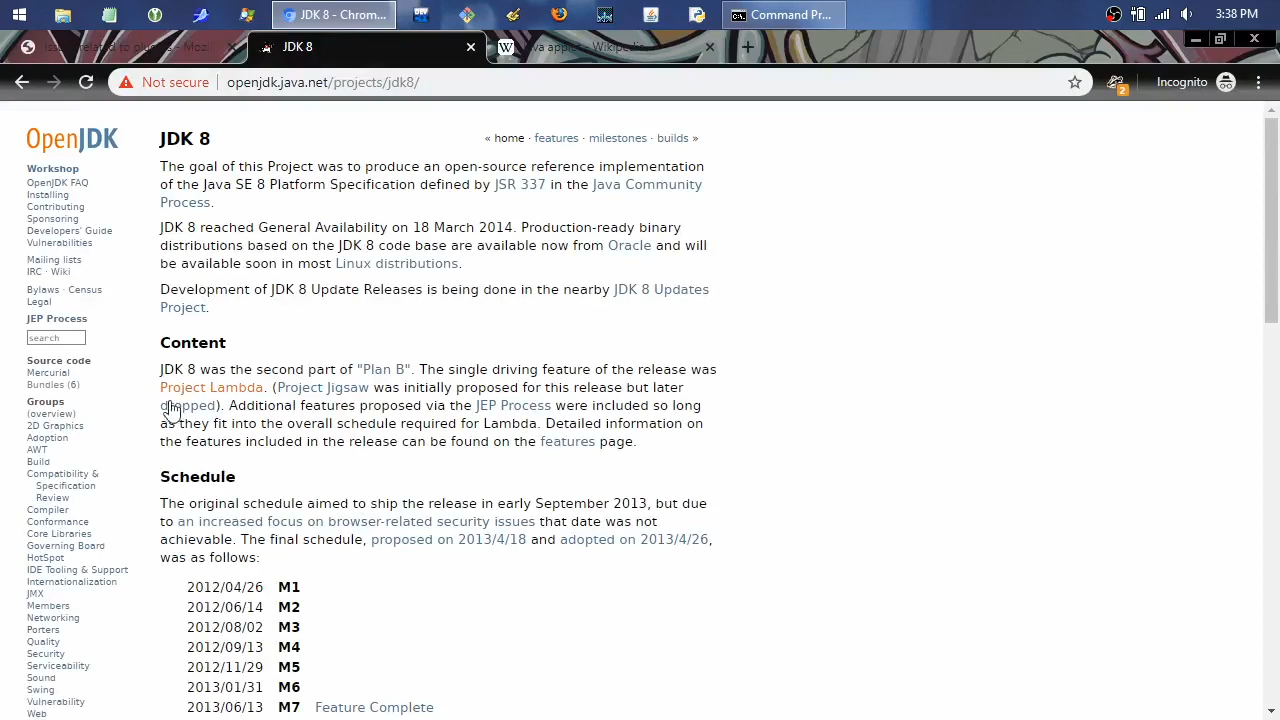 JDK 8 - Chrom...
Command Pr...
3:38 PM
issues related to plugins - Mozil
JDK 8
Java applet - Wikipedia
Not secure
openjdk.java.net/projects/jdk8/
2
Incognito
OpenJDK
Workshop
OpenJDK FAQ
Installing
Contributing
Sponsoring
Developers' Guide
Vulnerabilities
Mailing lists
IRC · Wiki
Bylaws · Census
Legal
JEP Process
search
Source code
Mercurial
Bundles (6)
Groups
(overview)
2D Graphics
Adoption
AWT
Build
Compatibility &
Specification
Review
Compiler
Conformance
Core Libraries
Governing Board
HotSpot
IDE Tooling & Support
Internationalization
JMX
Members
Networking
Porters
Quality
Security
Serviceability
Sound
Swing
Vulnerability
Web
JDK 8
« home · features · milestones · builds »
The goal of this Project was to produce an open-source reference implementation
of the Java SE 8 Platform Specification defined by JSR 337 in the Java Community
Process.
JDK 8 reached General Availability on 18 March 2014. Production-ready binary
distributions based on the JDK 8 code base are available now from Oracle and will
be available soon in most Linux distributions.
Development of JDK 8 Update Releases is being done in the nearby JDK 8 Updates
Project.
Content
JDK 8 was the second part of "Plan B". The single driving feature of the release was
Project Lambda. (Project Jigsaw was initially proposed for this release but later
dropped). Additional features proposed via the JEP Process were included so long
as they fit into the overall schedule required for Lambda. Detailed information on
the features included in the release can be found on the features page.
Schedule
The original schedule aimed to ship the release in early September 2013, but due
to an increased focus on browser-related security issues that date was not
achievable. The final schedule, proposed on 2013/4/18 and adopted on 2013/4/26,
was as follows:
2012/04/26 M1
2012/06/14 M2
2012/08/02 M3
2012/09/13 M4
2012/11/29 M5
2013/01/31 M6
2013/06/13 M7 Feature Complete